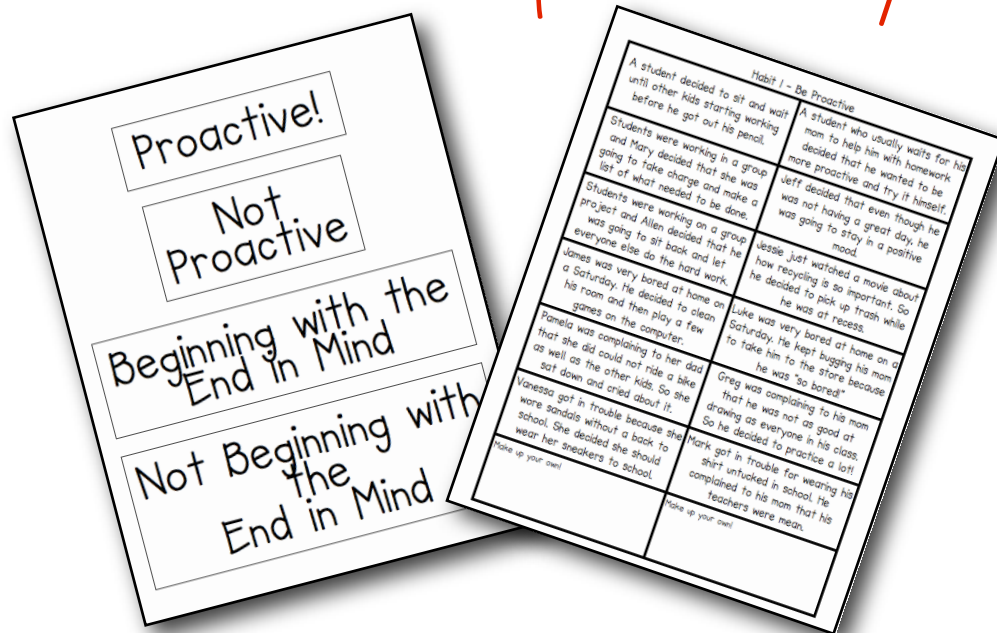 Proactive!
Not
Proactive
Beginning with the
End in Mind
Not Beginning with
the
End in Mind
Habit 1 - Be Proactive
A student decided to sit and wait
until other kids starting working
before he got out his pencil.
A student who usually waits for his
mom to help him with homework
decided that he wanted to be
more proactive and try it himself.
Students were working in a group
and Mary decided that she was
going to take charge and make a
list of what needed to be done.
Jeff decided that even though he
was not having a great day, he
was going to stay in a positive
mood.
Students were working on a group
project and Allen decided that he
was going to sit back and let
everyone else do the hard work.
Jessie just watched a movie about
how recycling is so important. So
he decided to pick up trash while
he was at recess.
James was very bored at home on
a Saturday. He decided to clean
his room and then play a few
games on the computer.
Luke was very bored at home on a
Saturday. He kept bugging his mom
to take him to the store because
he was "so bored!"
Pamela was complaining to her dad
that she did could not ride a bike
as well as the other kids. So she
sat down and cried about it.
Greg was complaining to his mom
that he was not as good at
drawing as everyone in his class.
So he decided to practice a lot!
Vanessa got in trouble because she
wore sandals without a back to
school. She decided she should
wear her sneakers to school.
Mark got in trouble for wearing his
shirt untucked in school. He
complained to his mom that his
teachers were mean.
Make up your own!
Make up your own!